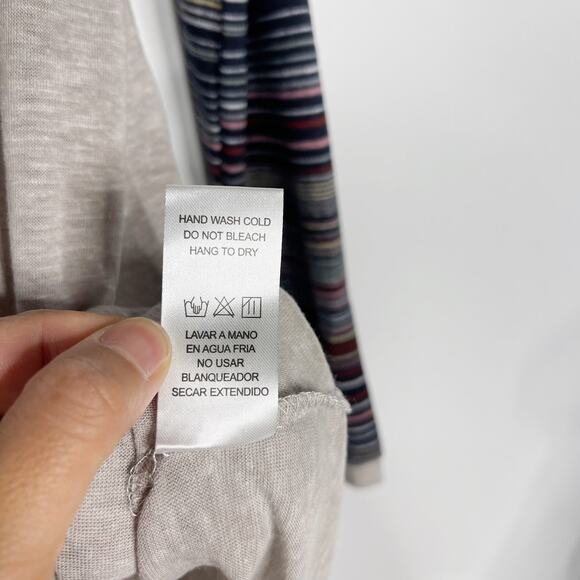 HAND WASH COLD
DO NOT BLEACH
HANG TO DRY
LAVAR A MANO
EN AGUA FRIA
NO USAR
BLANQUEADOR
SECAR EXTENDIDO